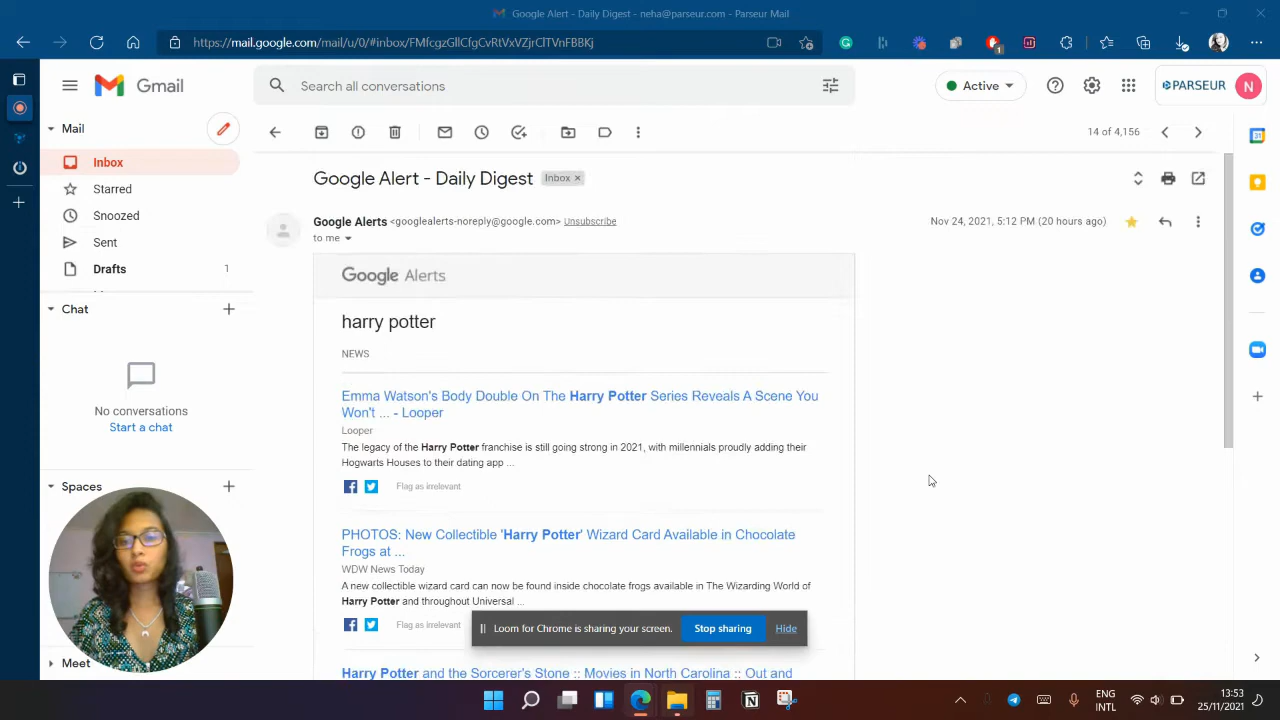 Google Alert - Daily Digest - neha@parseur.com - Parseur Mail
https://mail.google.com/mail/u/0/#inbox/FMfcgzGllCfgCvRtVxVZjrClTVnFBBKj
1
Gmail
Search all conversations
Active
PARSEUR
N
Mail
14 of 4,156
Inbox
Google Alert - Daily Digest
Inbox ×
Starred
Google Alerts <googlealerts-noreply@google.com> Unsubscribe
Nov 24, 2021, 5:12 PM (20 hours ago)
Snoozed
to me
Sent
Drafts
1
Google Alerts
Chat
harry potter
NEWS
Emma Watson's Body Double On The Harry Potter Series Reveals A Scene You
Won't ... - Looper
No conversations
Looper
Start a chat
The legacy of the Harry Potter franchise is still going strong in 2021, with millennials proudly adding their
Hogwarts Houses to their dating app ...
Spaces
Flag as irrelevant
PHOTOS: New Collectible 'Harry Potter' Wizard Card Available in Chocolate
Frogs at ...
WDW News Today
A new collectible wizard card can now be found inside chocolate frogs available in The Wizarding World of
Harry Potter and throughout Universal ...
Flag as irrelevant
Loom for Chrome is sharing your screen.
Stop sharing
Hide
Meet
Harry Potter and the Sorcerer's Stone :: Movies in North Carolina :: Out and
ENG
INTL
13:53
25/11/2021